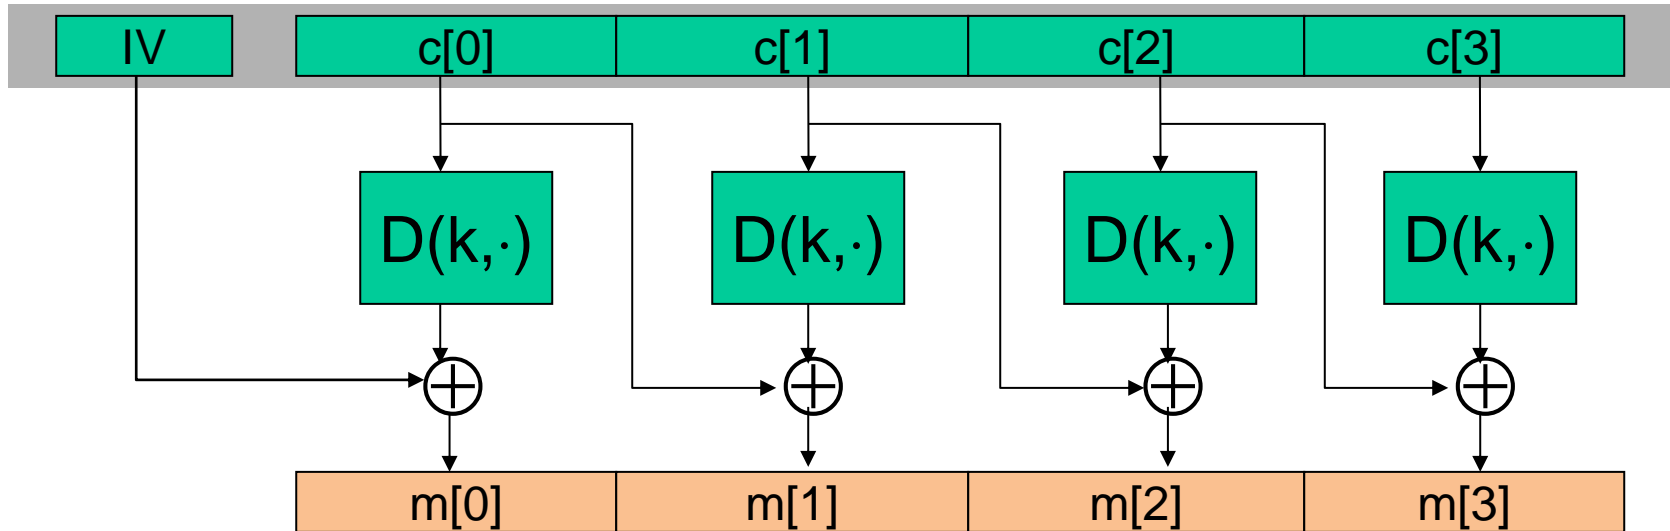 IV c[0] c[1] c[2] c[3]
D(k,·) D(k,·) D(k,·) D(k,·)
m[0] m[1] m[2] m[3]